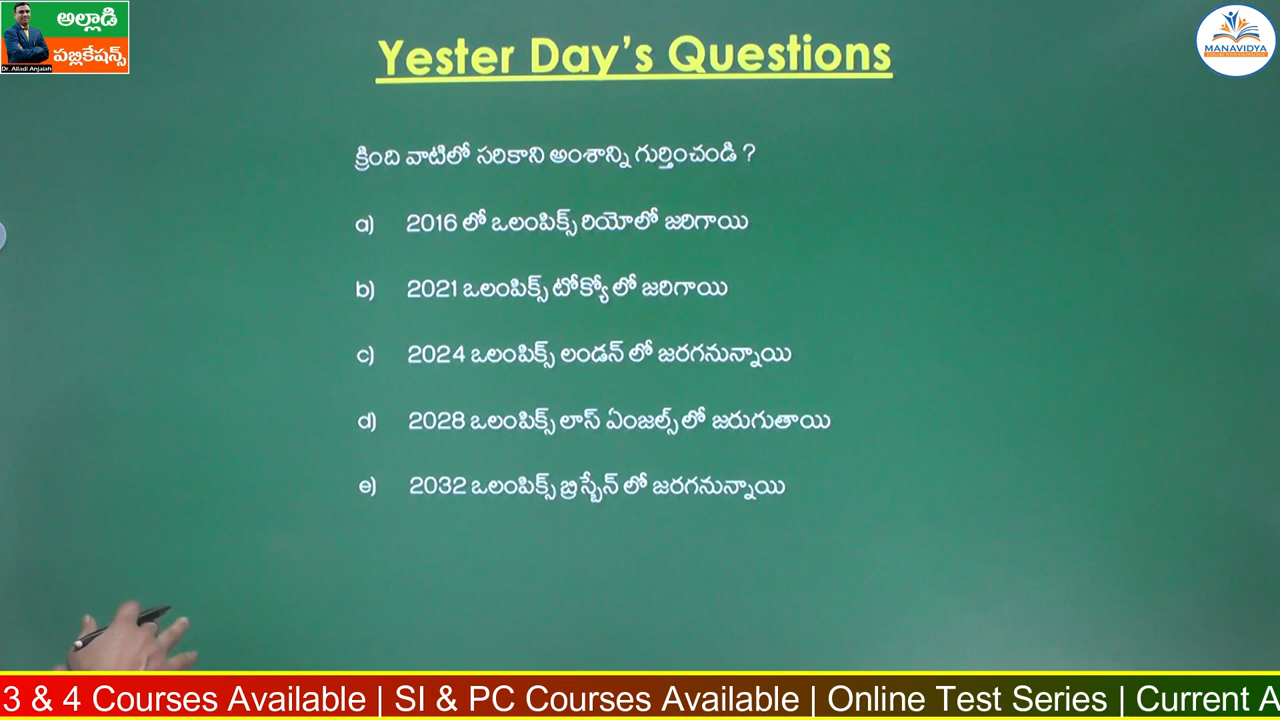 అల్లాడి
పబ్లికేషన్స్
Dr. Alladi Anjaiah
MANAVIDYA
Yester Day's Questions
క్రింది వాటిలో సరికాని అంశాన్ని గుర్తించండి ?
a) 2016 లో ఒలంపిక్స్ రియోలో జరిగాయి
b) 2021 ఒలంపిక్స్ టోక్యో లో జరిగాయి
c) 2024 ఒలంపిక్స్ లండన్ లో జరగనున్నాయి
d) 2028 ఒలంపిక్స్ లాస్ ఏంజల్స్ లో జరుగుతాయి
e) 2032 ఒలంపిక్స్ బ్రిస్బేన్ లో జరగనున్నాయి
3 & 4 Courses Available | SI & PC Courses Available | Online Test Series | Current A